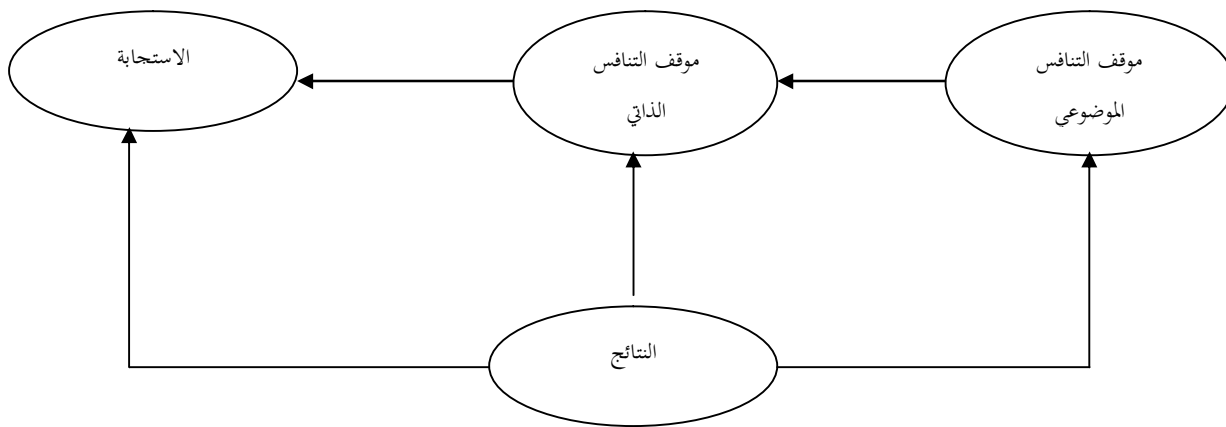 موقف التنافس
الموضوعي
موقف التنافس
الذاتي
الاستجابة
النتائج